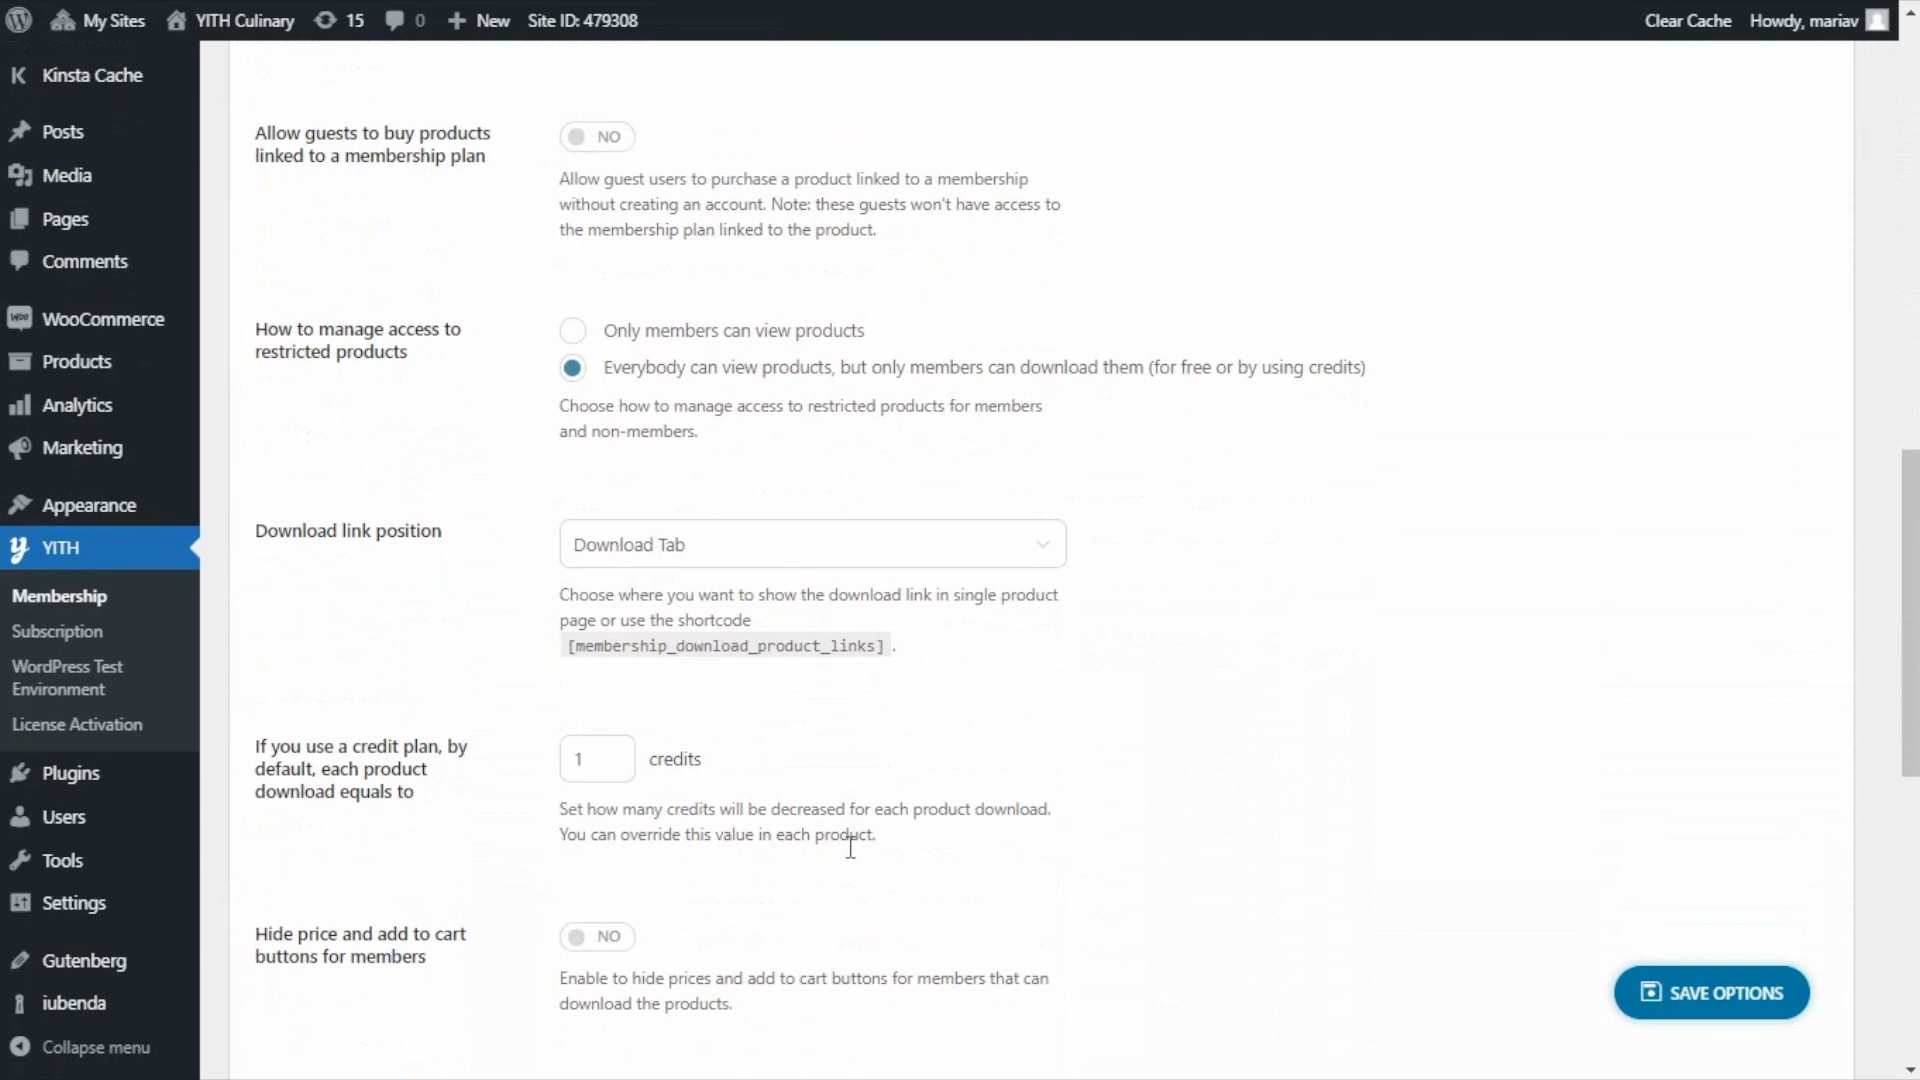 My Sites
YITH Culinary
15
0
New
Site ID: 479308
Clear Cache
Howdy, mariav
Kinsta Cache
Posts
Media
Pages
Comments
WooCommerce
Products
Analytics
Marketing
Appearance
YITH
Membership
Subscription
WordPress Test
Environment
License Activation
Plugins
Users
Tools
Settings
Gutenberg
iubenda
Collapse menu
Allow guests to buy products
linked to a membership plan
NO
Allow guest users to purchase a product linked to a membership
without creating an account. Note: these guests won't have access to
the membership plan linked to the product.
How to manage access to
restricted products
Only members can view products
Everybody can view products, but only members can download them (for free or by using credits)
Choose how to manage access to restricted products for members
and non-members.
Download link position
Download Tab
Choose where you want to show the download link in single product
page or use the shortcode
[membership_download_product_links] .
If you use a credit plan, by
default, each product
download equals to
1
credits
Set how many credits will be decreased for each product download.
You can override this value in each product.
Hide price and add to cart
buttons for members
NO
Enable to hide prices and add to cart buttons for members that can
download the products.
SAVE OPTIONS